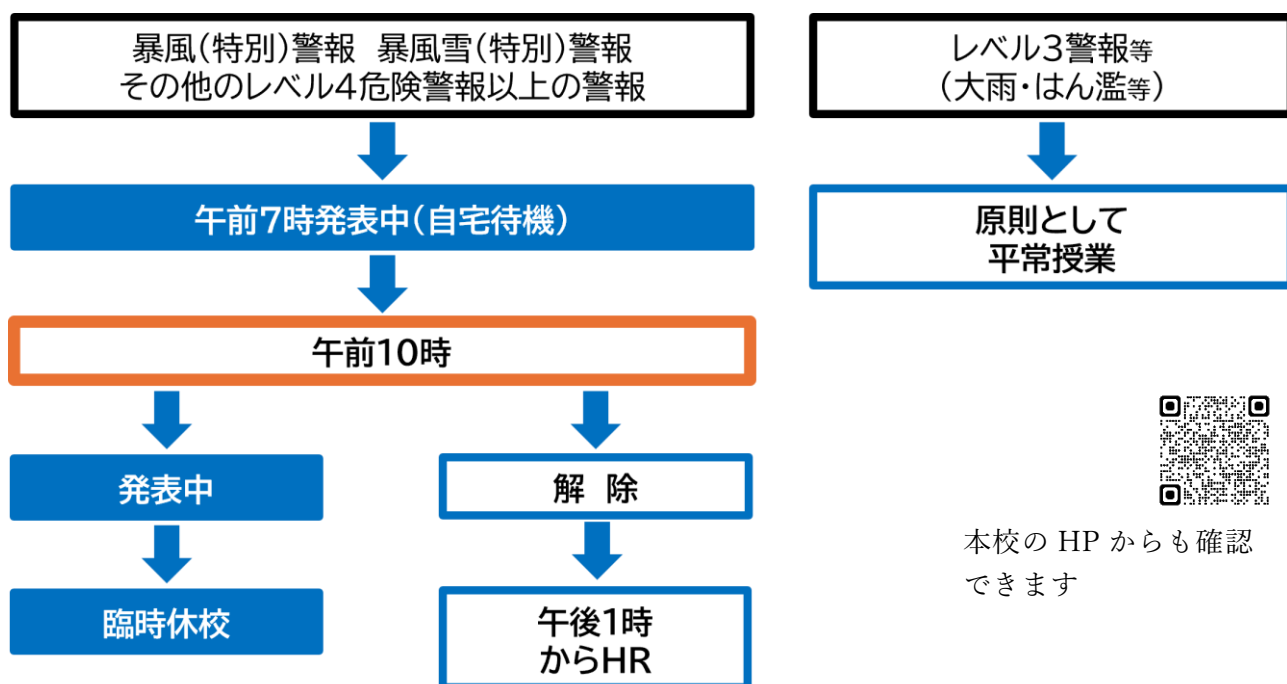 暴風(特別)警報 暴風雪(特別)警報
その他のレベル4危険警報以上の警報
レベル3警報等
(大雨・はん濫等)
午前7時発表中(自宅待機)
原則として
平常授業
午前10時
発表中
解 除
臨時休校
午後1時
からHR
本校の HP からも確認
できます